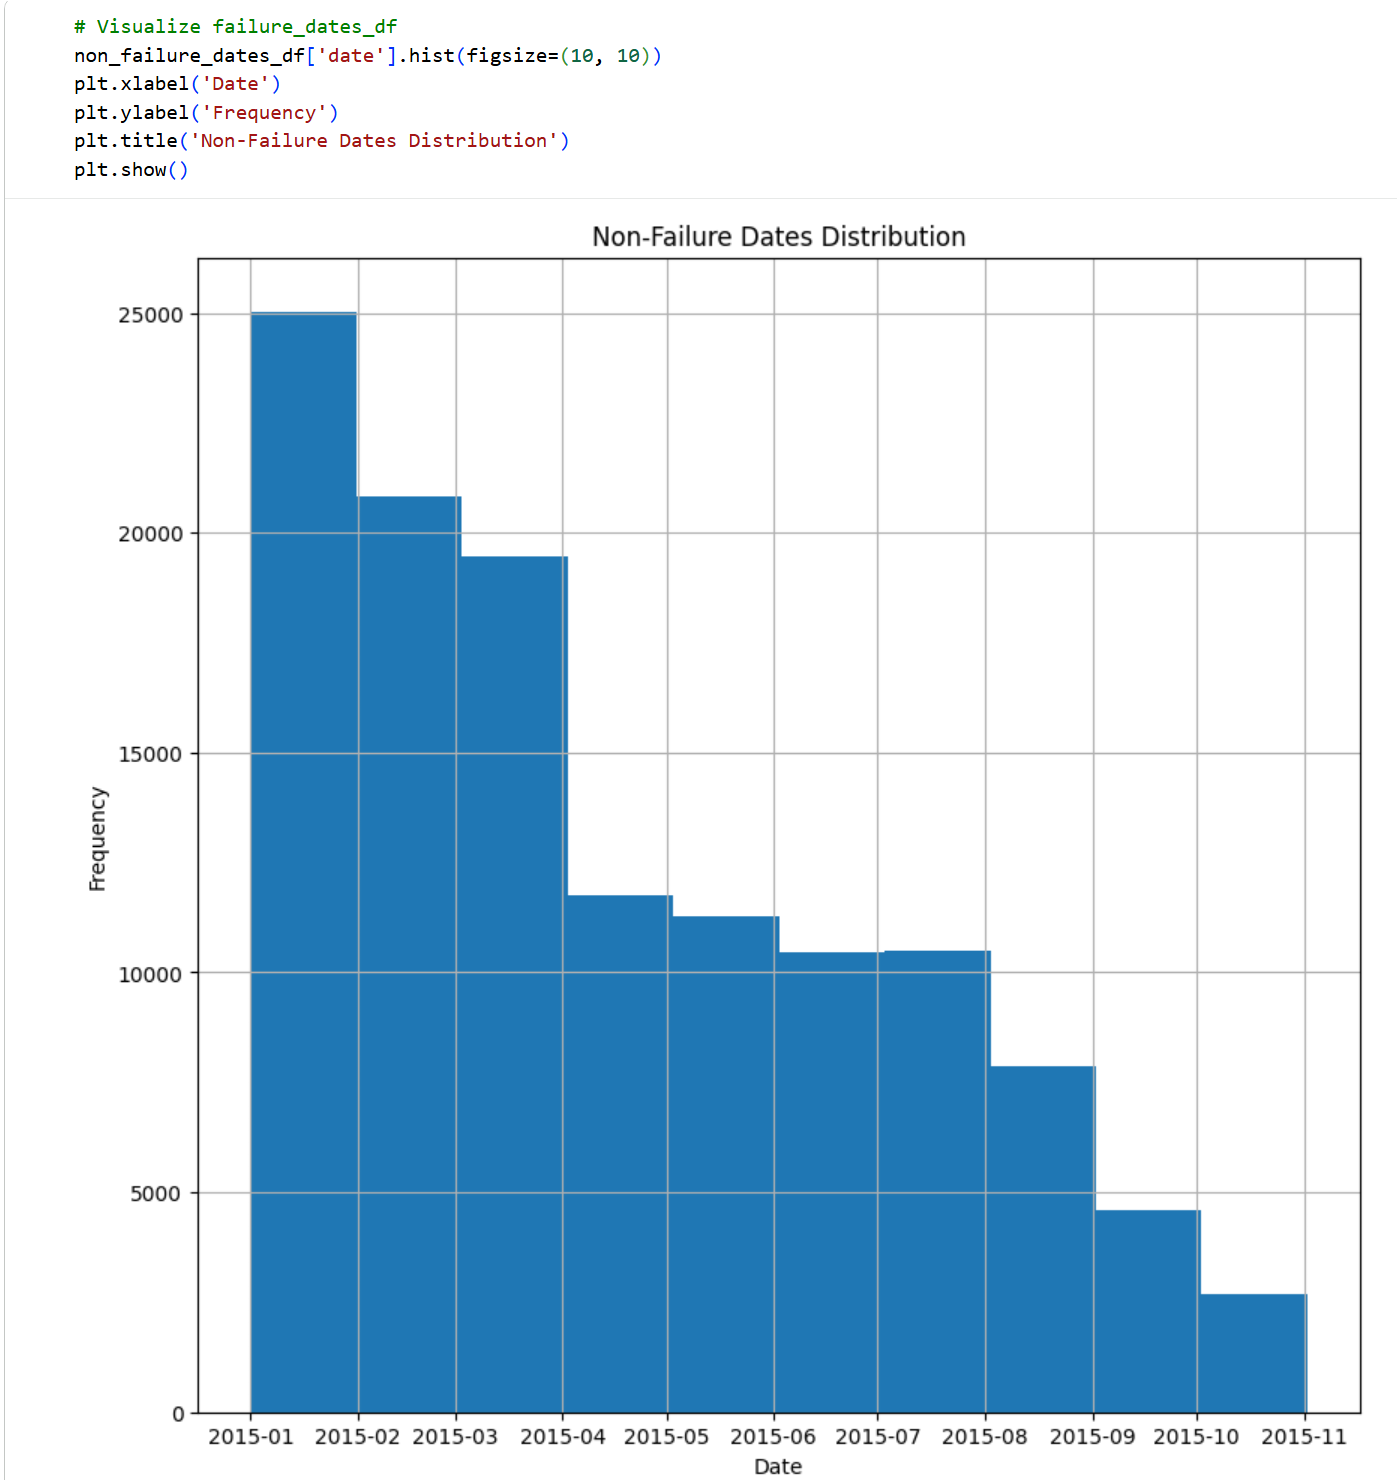 # Visualize failure_dates_df
non_failure_dates_df['date'].hist(figsize=(10, 10))
plt.xlabel('Date')
plt.ylabel('Frequency')
plt.title('Non-Failure Dates Distribution')
plt.show()
Non-Failure Dates Distribution
25000
20000
15000
Frequency
10000
5000
0
2015-01 2015-02 2015-03 2015-04 2015-05 2015-06 2015-07 2015-08 2015-09 2015-10 2015-11
Date